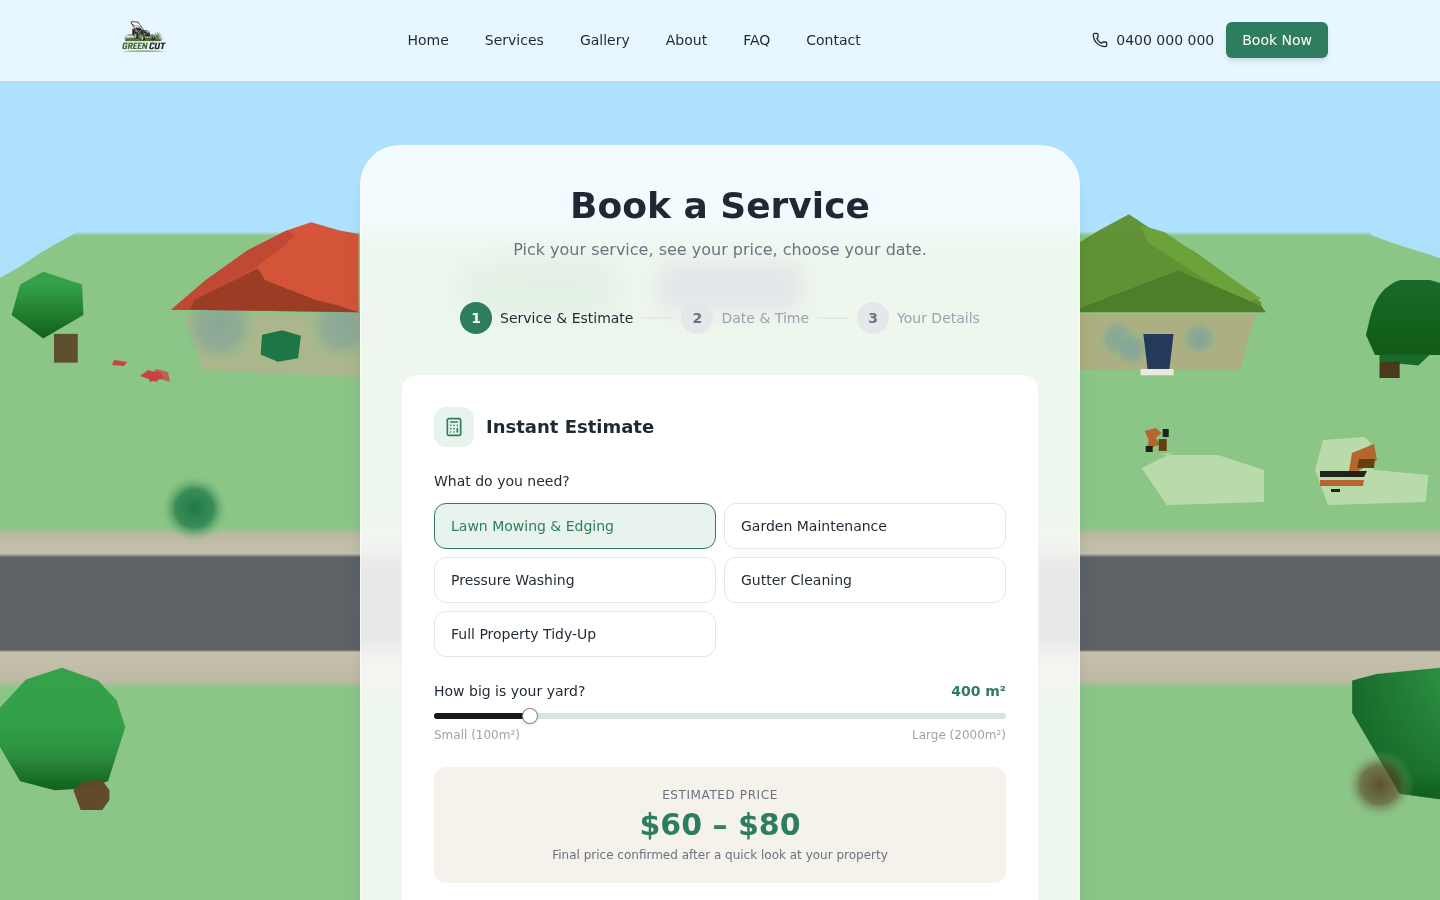 GREEN CUT
Home Services Gallery About FAQ Contact
0400 000 000
Book Now
Book a Service
Pick your service, see your price, choose your date.
1 Service & Estimate 2 Date & Time 3 Your Details
Instant Estimate
What do you need?
Lawn Mowing & Edging
Garden Maintenance
Pressure Washing
Gutter Cleaning
Full Property Tidy-Up
How big is your yard? 400 m²
Small (100m²) Large (2000m²)
ESTIMATED PRICE
$60 – $80
Final price confirmed after a quick look at your property